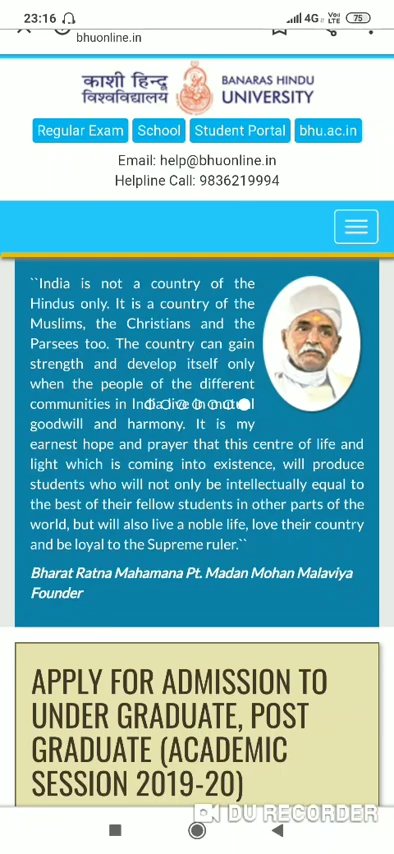 23:16 4G Vo) LTE 75
bhuonline.in
काशी हिन्दू BANARAS HINDU
विश्वविद्यालय UNIVERSITY
Regular Exam School Student Portal bhu.ac.in
Email: help@bhuonline.in
Helpline Call: 9836219994
``India is not a country of the
Hindus only. It is a country of the
Muslims, the Christians and the
Parsees too. The country can gain
strength and develop itself only
when the people of the different
communities in India live in mutual
goodwill and harmony. It is my
earnest hope and prayer that this centre of life and
light which is coming into existence, will produce
students who will not only be intellectually equal to
the best of their fellow students in other parts of the
world, but will also live a noble life, love their country
and be loyal to the Supreme ruler.``
Bharat Ratna Mahamana Pt. Madan Mohan Malaviya
Founder
APPLY FOR ADMISSION TO
UNDER GRADUATE, POST
GRADUATE (ACADEMIC
SESSION 2019-20)
DU RECORDER